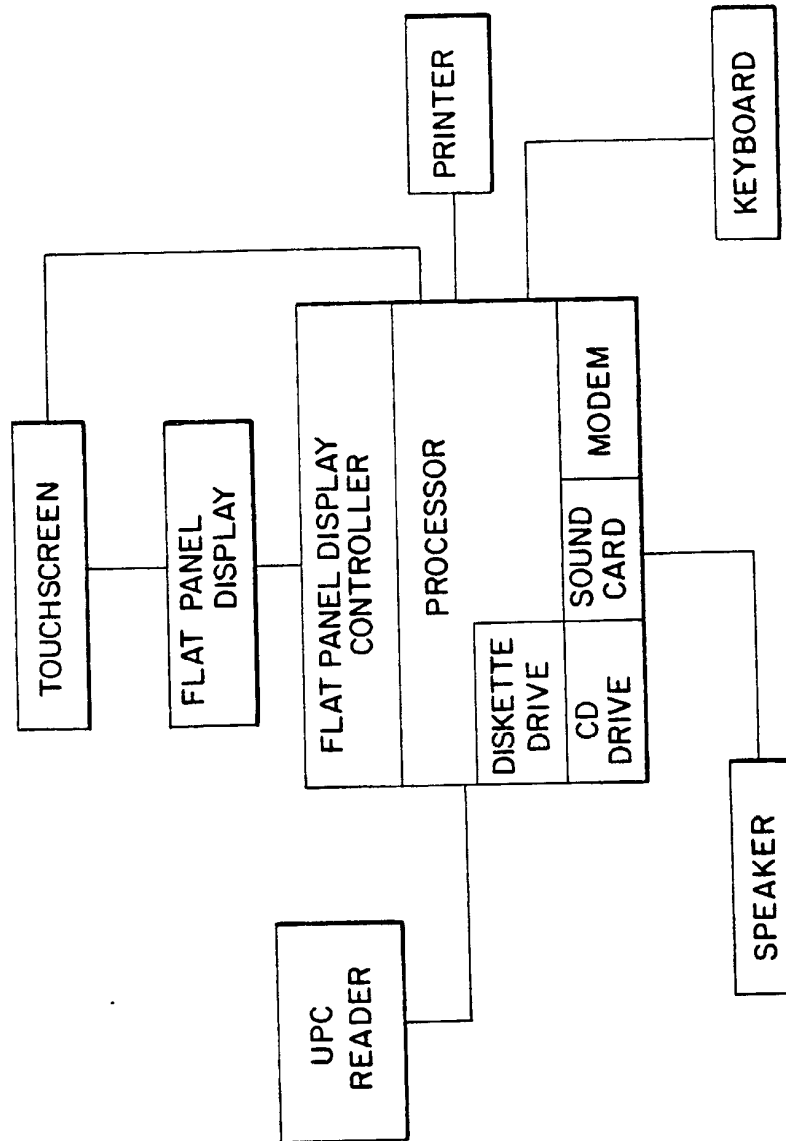 TOUCHSCREEN
FLAT PANEL
DISPLAY
FLAT PANEL DISPLAY
CONTROLLER
PROCESSOR
DISKETTE
DRIVE
CD
DRIVE
SOUND
CARD
MODEM
UPC
READER
PRINTER
SPEAKER
KEYBOARD